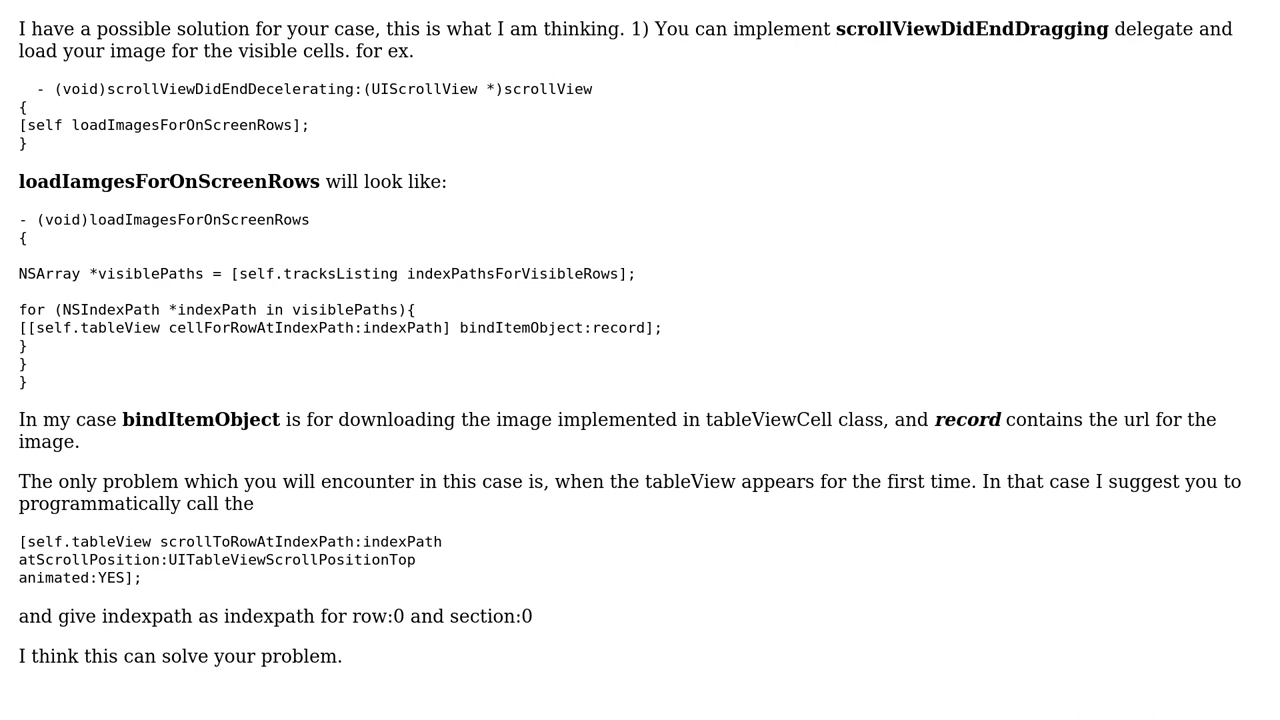 I have a possible solution for your case, this is what I am thinking. 1) You can implement scrollViewDidEndDragging delegate and
load your image for the visible cells. for ex.
- (void)scrollViewDidEndDecelerating:(UIScrollView *)scrollView
{
[self loadImagesForOnScreenRows];
}
loadIamgesForOnScreenRows will look like:
- (void)loadImagesForOnScreenRows
{
NSArray *visiblePaths = [self.tracksListing indexPathsForVisibleRows];
for (NSIndexPath *indexPath in visiblePaths){
[[self.tableView cellForRowAtIndexPath:indexPath] bindItemObject:record];
}
}
}
In my case bindItemObject is for downloading the image implemented in tableViewCell class, and record contains the url for the
image.
The only problem which you will encounter in this case is, when the tableView appears for the first time. In that case I suggest you to
programmatically call the
[self.tableView scrollToRowAtIndexPath:indexPath
atScrollPosition:UITableViewScrollPositionTop
animated:YES];
and give indexpath as indexpath for row:0 and section:0
I think this can solve your problem.